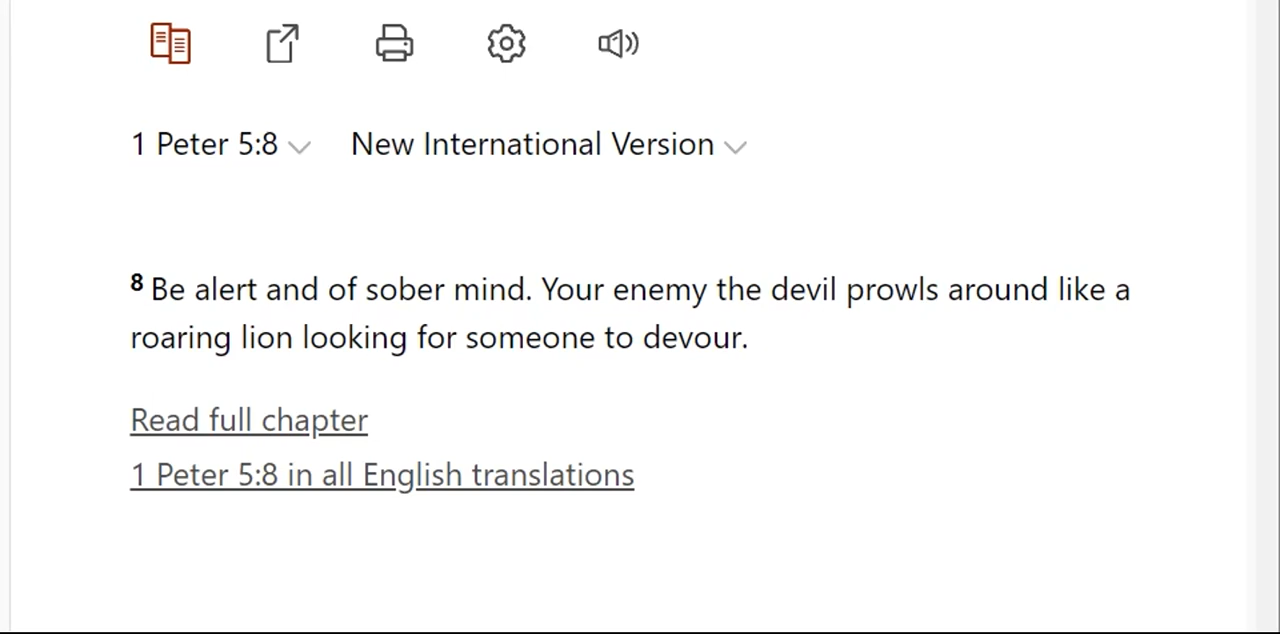 1 Peter 5:8 New International Version
8 Be alert and of sober mind. Your enemy the devil prowls around like a
roaring lion looking for someone to devour.
Read full chapter
1 Peter 5:8 in all English translations